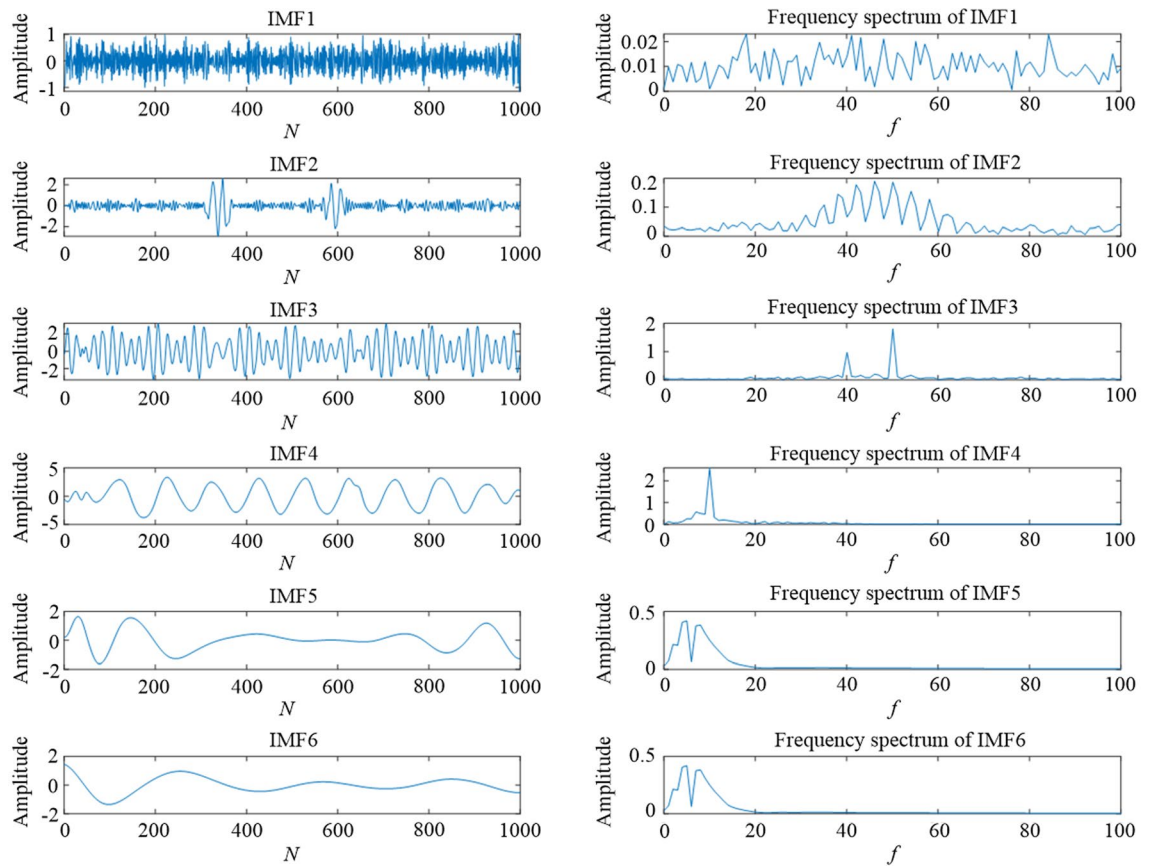 IMF1
Amplitude
1
0
-1
0 200 400 600 800 1000
N
Frequency spectrum of IMF1
Amplitude
0.02
0.01
0
0 20 40 60 80 100
f
IMF2
Amplitude
2
0
-2
0 200 400 600 800 1000
N
Frequency spectrum of IMF2
Amplitude
0.2
0.1
0
0 20 40 60 80 100
f
IMF3
Amplitude
2
0
-2
0 200 400 600 800 1000
N
Frequency spectrum of IMF3
Amplitude
2
1
0
0 20 40 60 80 100
f
IMF4
Amplitude
5
0
-5
0 200 400 600 800 1000
N
Frequency spectrum of IMF4
Amplitude
2
1
0
0 20 40 60 80 100
f
IMF5
Amplitude
2
0
-2
0 200 400 600 800 1000
N
Frequency spectrum of IMF5
Amplitude
0.5
0
0 20 40 60 80 100
f
IMF6
Amplitude
2
0
-2
0 200 400 600 800 1000
N
Frequency spectrum of IMF6
Amplitude
0.5
0
0 20 40 60 80 100
f